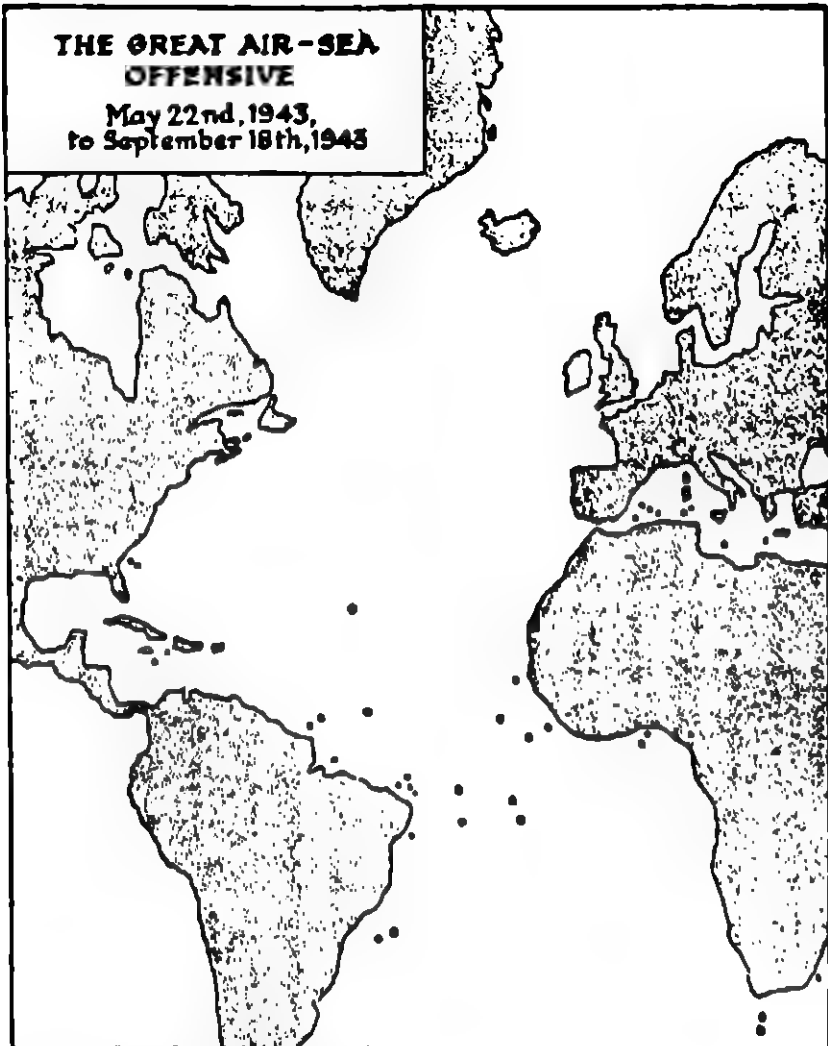 THE GREAT AIR-SEA
OFFENSIVE
May 22nd, 1943,
to September 18th, 1943